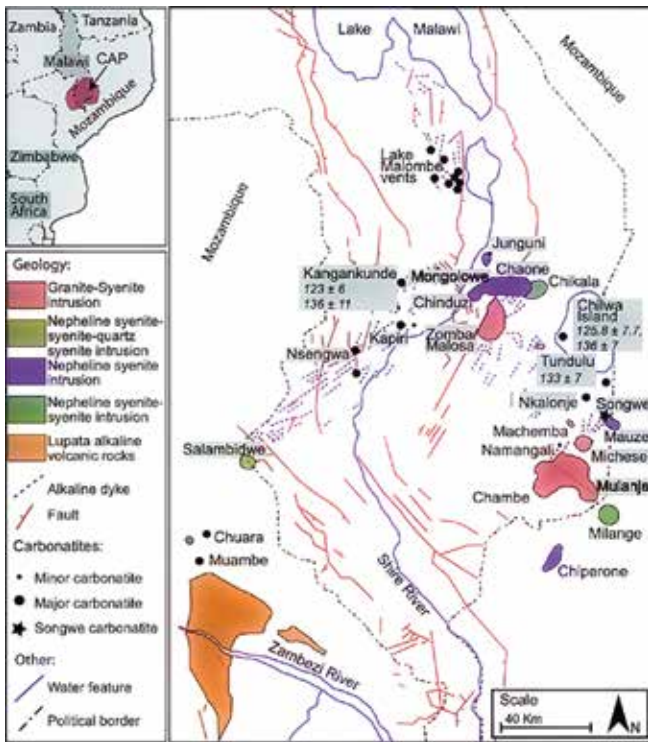 Zambia
Tanzania
Malawi
CAP
Mozambique
Zimbabwe
South
Africa
Geology:
Granite-Syenite
intrusion
Nepheline syenite-
syenite-quartz
syenite intrusion
Nepheline syenite
intrusion
Nepheline syenite-
syenite intrusion
Lupata alkaline
volcanic rocks
Alkaline dyke
Fault
Carbonatites:
Minor carbonatite
Major carbonatite
Songwe carbonatite
Other:
Water feature
Political border
Lake Malawi
Mozambique
Mozambique
Lake
Malombe
vents
Junguni
Kangankunde
123 ± 6
136 ± 11
Mongolowe
Chaone
Chikala
Chinduzi
Chilwa
Island
125.8 ± 7.7,
136 ± 7
Kapiri
Zomba
Malosa
Nsengwa
Tundulu
133 ± 7
Nkalonje
Songwe
Machemba
Mauze
Namangali
Michese
Salambidwe
Chambe
Mulanje
Milange
Chuara
Muambe
Chiperone
Shire River
Zambezi River
Scale
40 Km
N